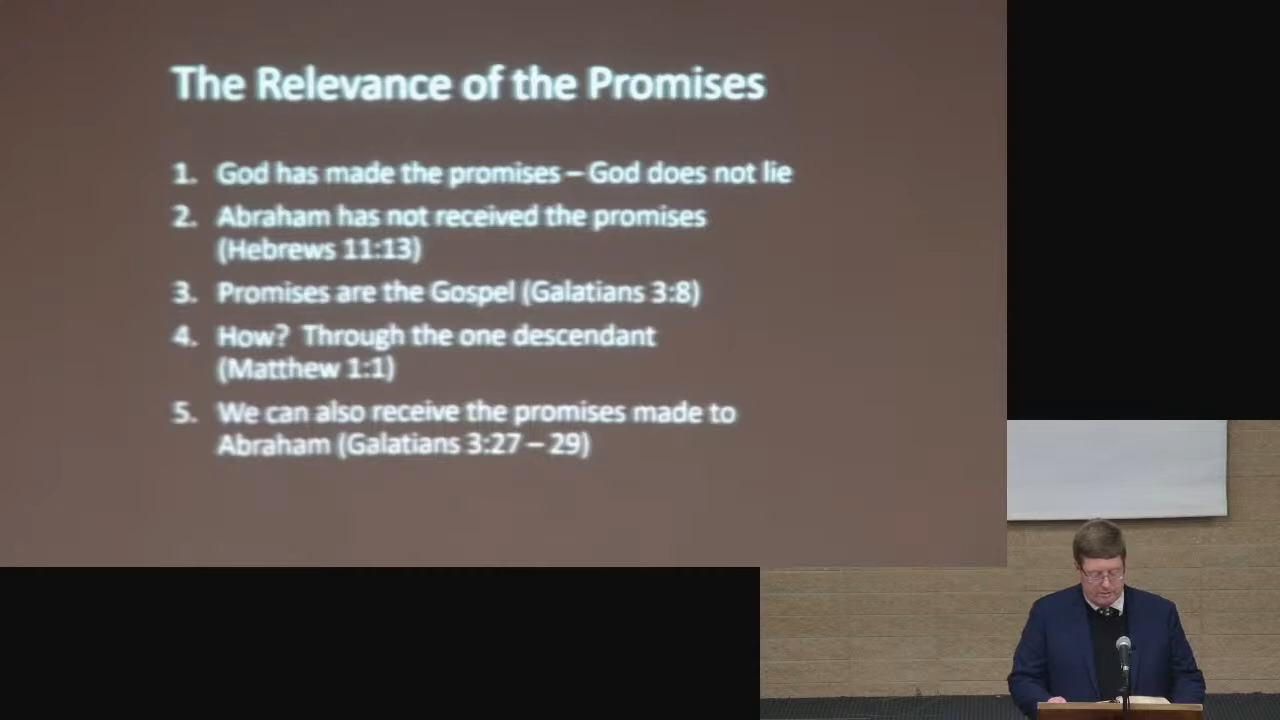 The Relevance of the Promises
1. God has made the promises – God does not lie
2. Abraham has not received the promises
(Hebrews 11:13)
3. Promises are the Gospel (Galatians 3:8)
4. How? Through the one descendant
(Matthew 1:1)
5. We can also receive the promises made to
Abraham (Galatians 3:27 – 29)